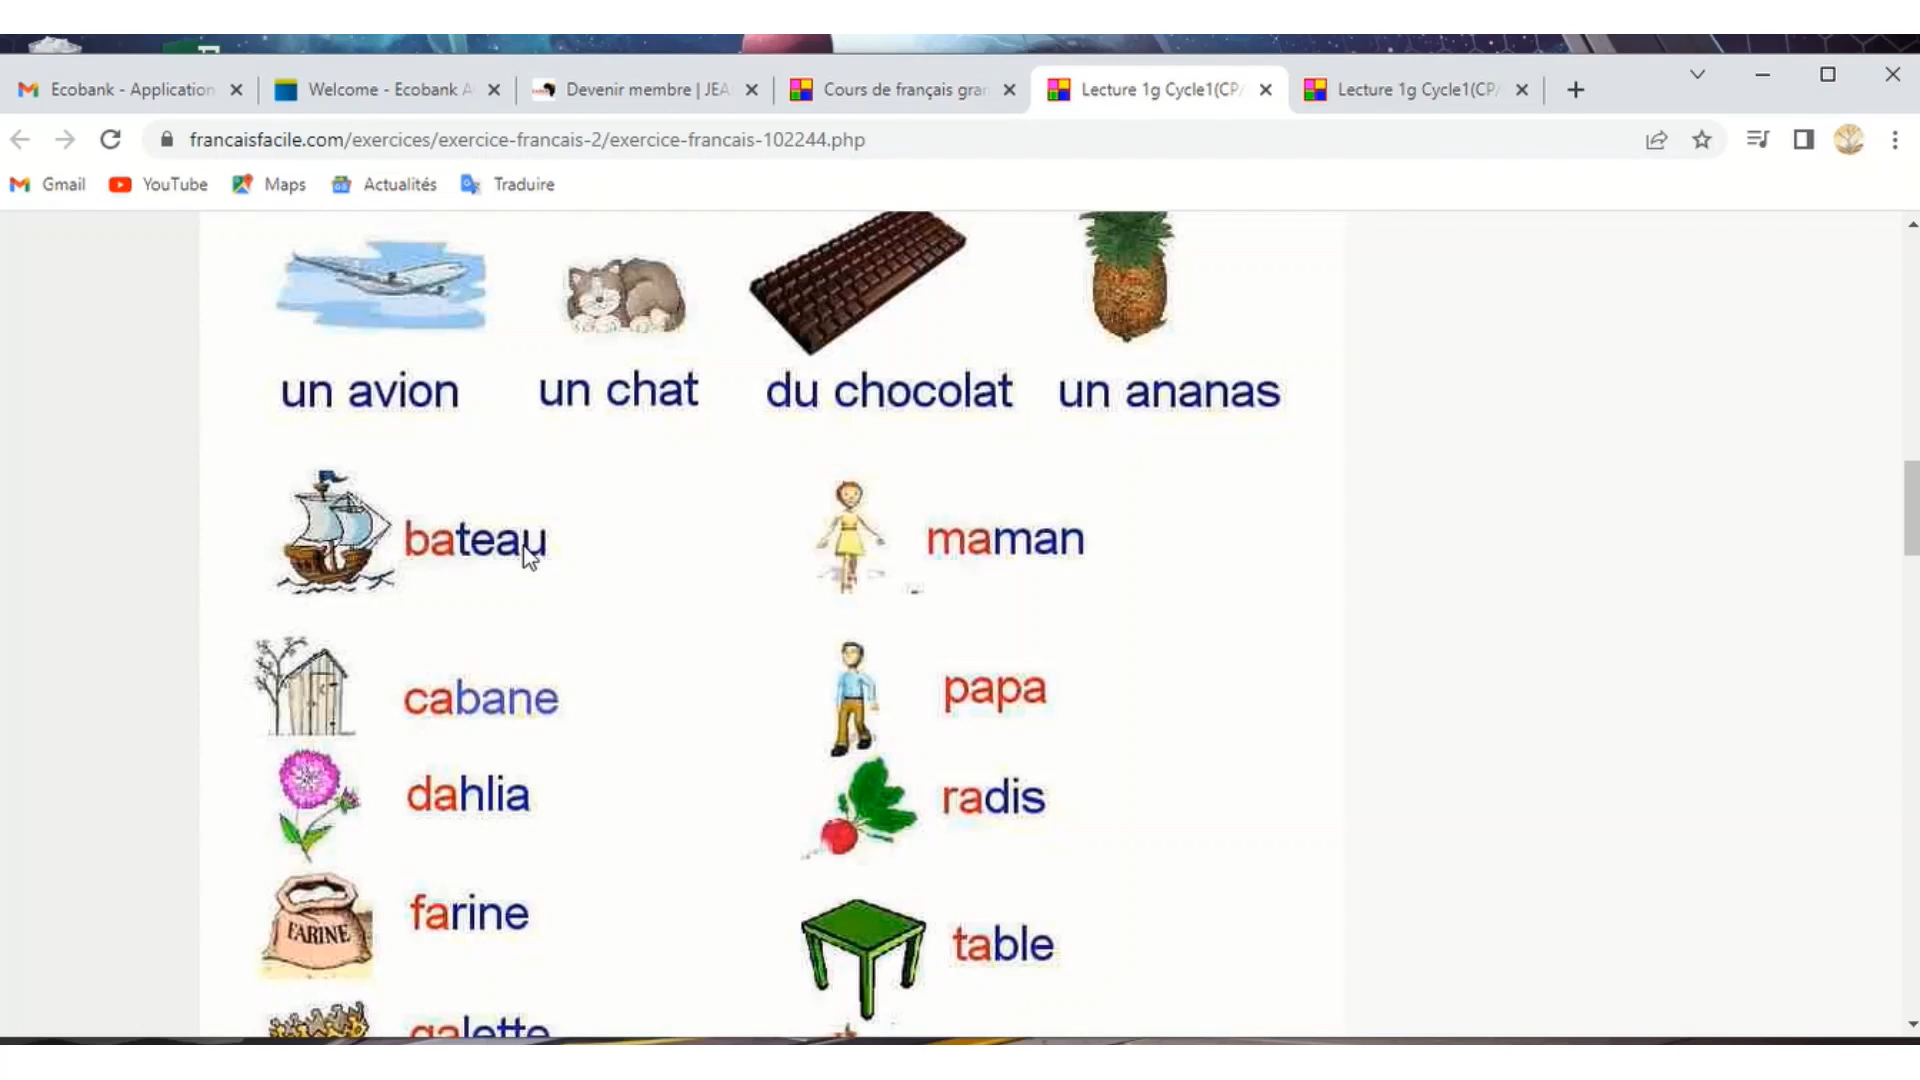 Ecobank - Application
Welcome - Ecobank A
Devenir membre | JEA
Cours de français gra
Lecture 1g Cycle1(CP/
Lecture 1g Cycle1(CP/
francaisfacile.com/exercices/exercice-francais-2/exercice-francais-102244.php
Gmail
YouTube
Maps
Actualités
Traduire
un avion
un chat
du chocolat
un ananas
bateau
maman
cabane
papa
dahlia
radis
FARINE
farine
table
galette